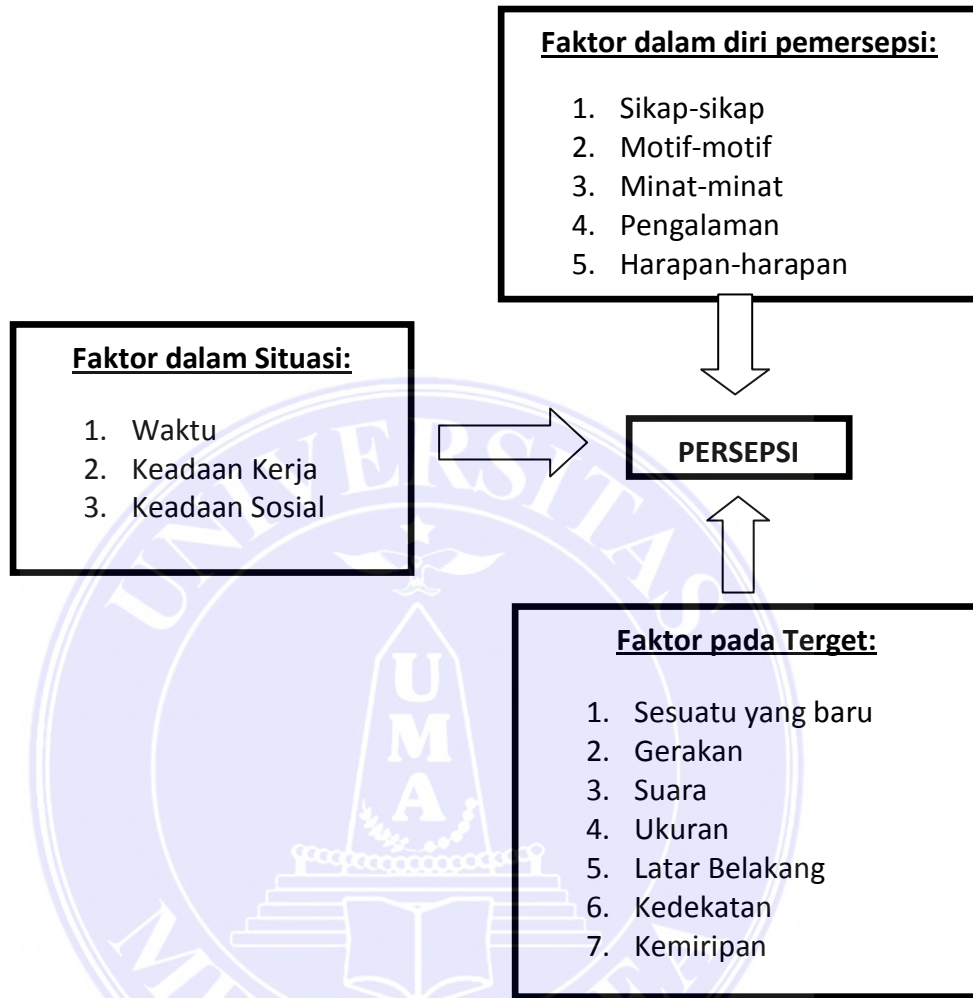 Faktor dalam diri pemersepsi:
1. Sikap-sikap
2. Motif-motif
3. Minat-minat
4. Pengalaman
5. Harapan-harapan
Faktor dalam Situasi:
1. Waktu
2. Keadaan Kerja
3. Keadaan Sosial
PERSEPSI
Faktor pada Terget:
1. Sesuatu yang baru
2. Gerakan
3. Suara
4. Ukuran
5. Latar Belakang
6. Kedekatan
7. Kemiripan
UNIVERSITAS
UMA